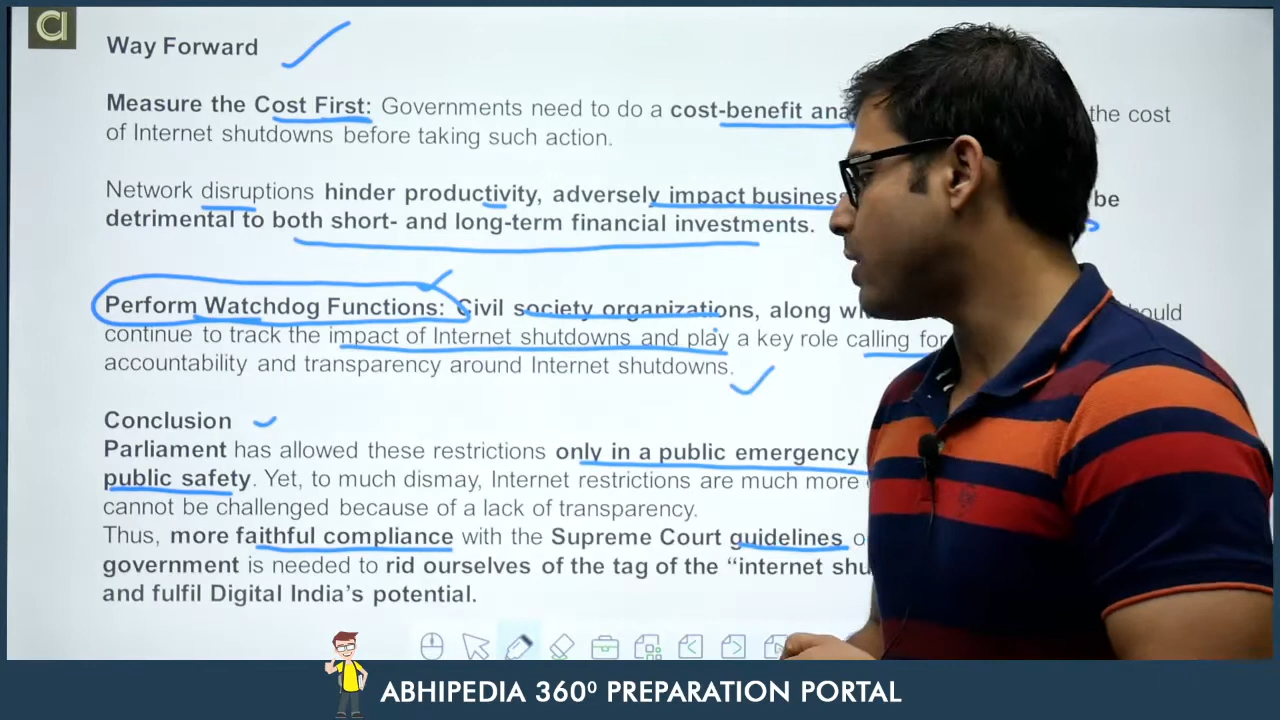 Way Forward
Measure the Cost First: Governments need to do a cost-benefit the cost
of Internet shutdowns before taking such action.
Network disruptions hinder productivity, adversely impact be
detrimental to both short- and long-term financial investments.
Perform Watchdog Functions: Civil society organizations, along
continue to track the impact of Internet shutdowns and play a key role calling for
accountability and transparency around Internet shutdowns.
Conclusion
Parliament has allowed these restrictions only in a public emergency
public safety. Yet, to much dismay, Internet restrictions are much more
cannot be challenged because of a lack of transparency.
Thus, more faithful compliance with the Supreme Court guidelines
government is needed to rid ourselves of the tag of the “internet
and fulfil Digital India’s potential.
ABHIPEDIA 360⁰ PREPARATION PORTAL